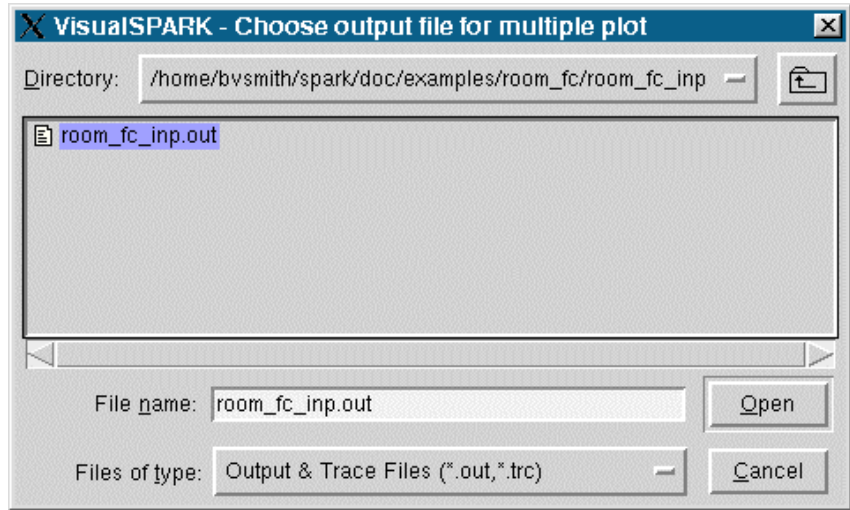 VisualSPARK - Choose output file for multiple plot
Directory: /home/bvsmith/spark/doc/examples/room_fc/room_fc_inp
room_fc_inp.out
File name: room_fc_inp.out Open
Files of type: Output & Trace Files (*.out,*.trc) Cancel